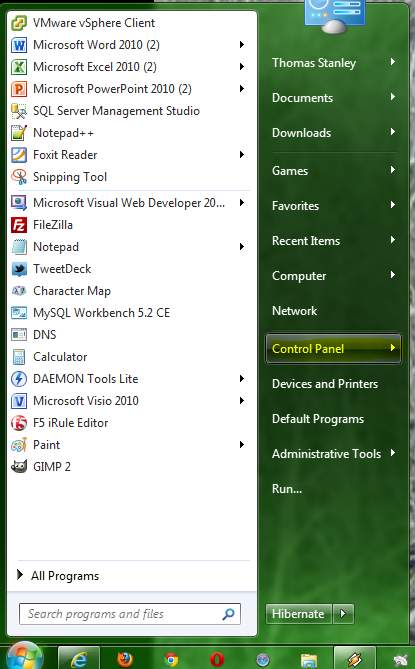 VMware vSphere Client
Microsoft Word 2010 (2)
Microsoft Excel 2010 (2)
Microsoft PowerPoint 2010 (2)
SQL Server Management Studio
Notepad++
Foxit Reader
Snipping Tool
Microsoft Visual Web Developer 20...
FileZilla
Notepad
TweetDeck
Character Map
MySQL Workbench 5.2 CE
DNS
Calculator
DAEMON Tools Lite
Microsoft Visio 2010
F5 iRule Editor
Paint
GIMP 2
All Programs
Search programs and files
Thomas Stanley
Documents
Downloads
Games
Favorites
Recent Items
Computer
Network
Control Panel
Devices and Printers
Default Programs
Administrative Tools
Run...
Hibernate